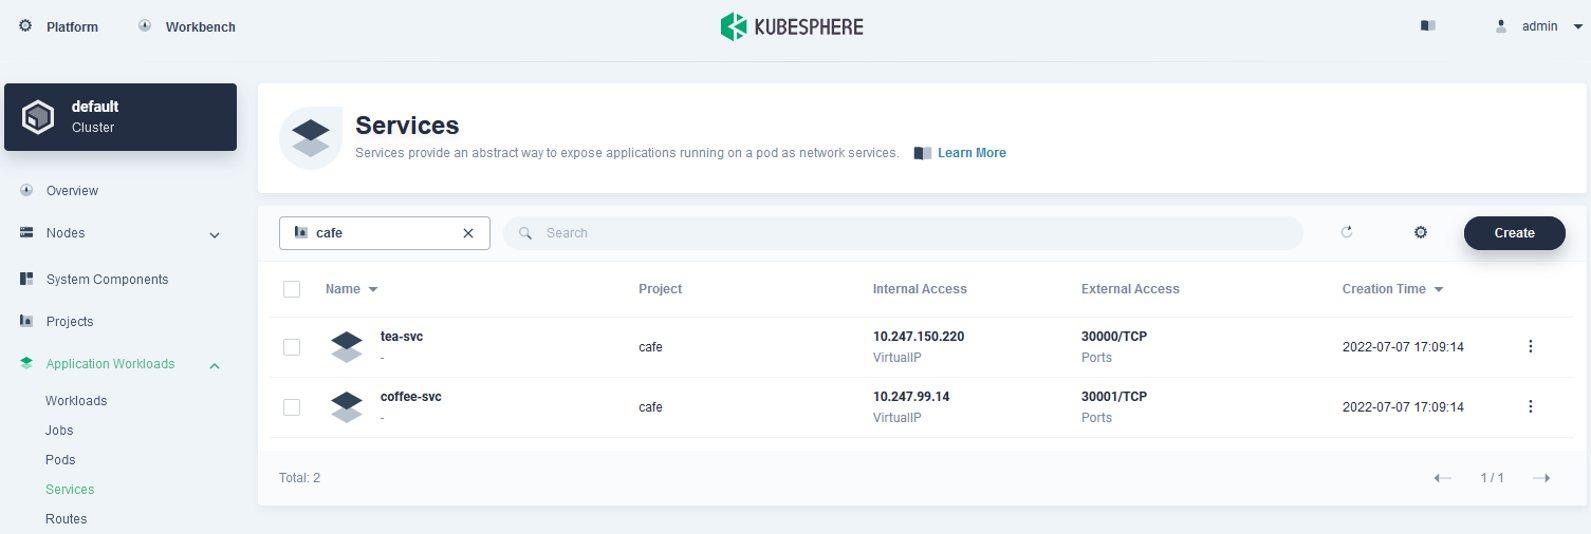 Platform
Workbench
KUBESPHERE
admin
default
Cluster
Overview
Nodes
System Components
Projects
Application Workloads
Workloads
Jobs
Pods
Services
Routes
Services
Services provide an abstract way to expose applications running on a pod as network services. Learn More
cafe
Search
Create
Name Project Internal Access External Access Creation Time
tea-svc cafe 10.247.150.220 30000/TCP 2022-07-07 17:09:14
- VirtualIP Ports
coffee-svc cafe 10.247.99.14 30001/TCP 2022-07-07 17:09:14
- VirtualIP Ports
Total: 2
1 / 1